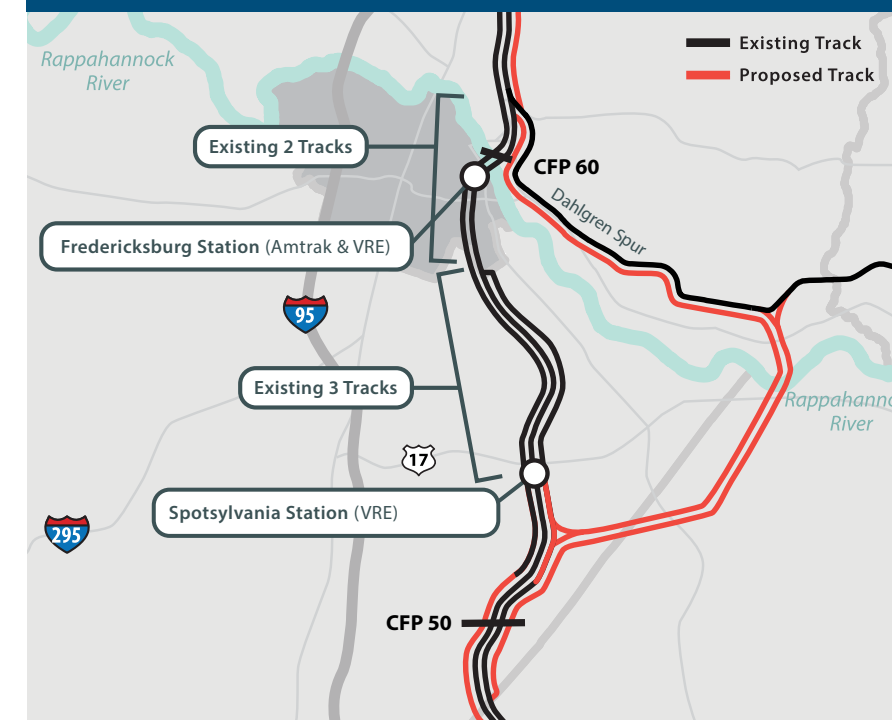 Existing Track
Proposed Track
Rappahannock
River
Existing 2 Tracks
CFP 60
Dahlgren Spur
Fredericksburg Station (Amtrak & VRE)
95
Existing 3 Tracks
Rappahanno
River
17
Spotsylvania Station (VRE)
295
CFP 50